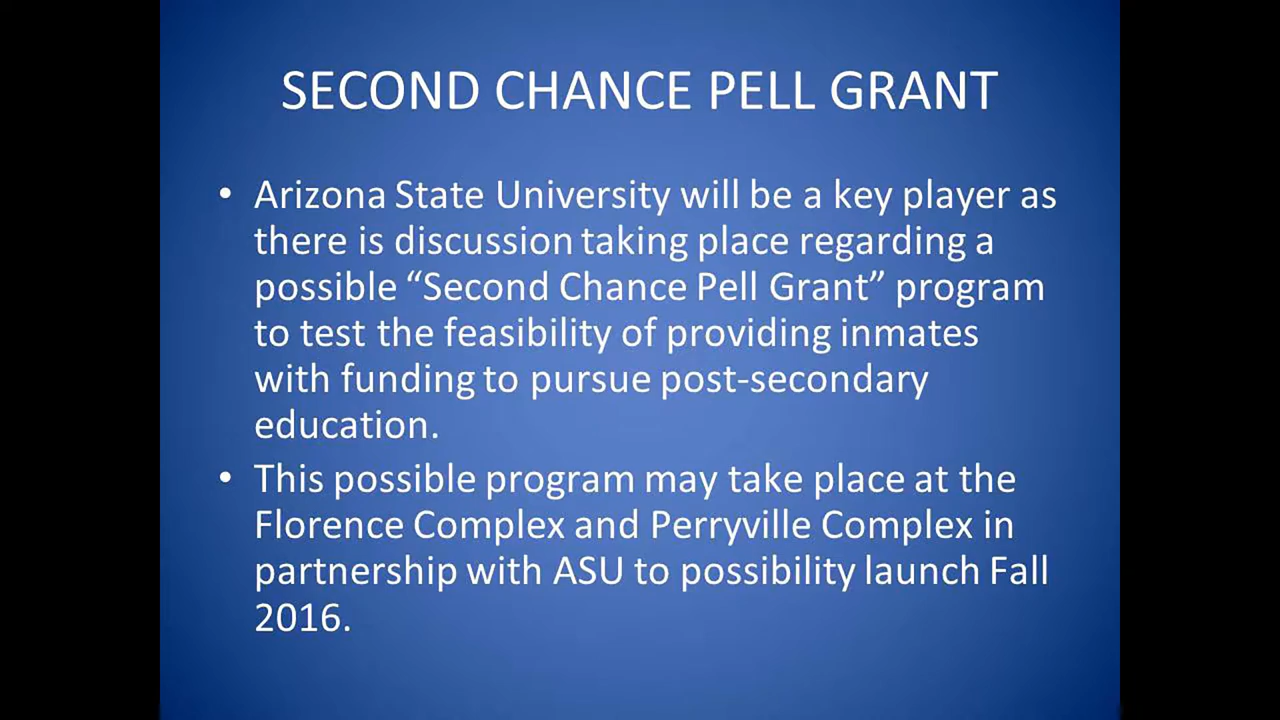 SECOND CHANCE PELL GRANT
• Arizona State University will be a key player as
there is discussion taking place regarding a
possible “Second Chance Pell Grant” program
to test the feasibility of providing inmates
with funding to pursue post-secondary
education.
• This possible program may take place at the
Florence Complex and Perryville Complex in
partnership with ASU to possibility launch Fall
2016.